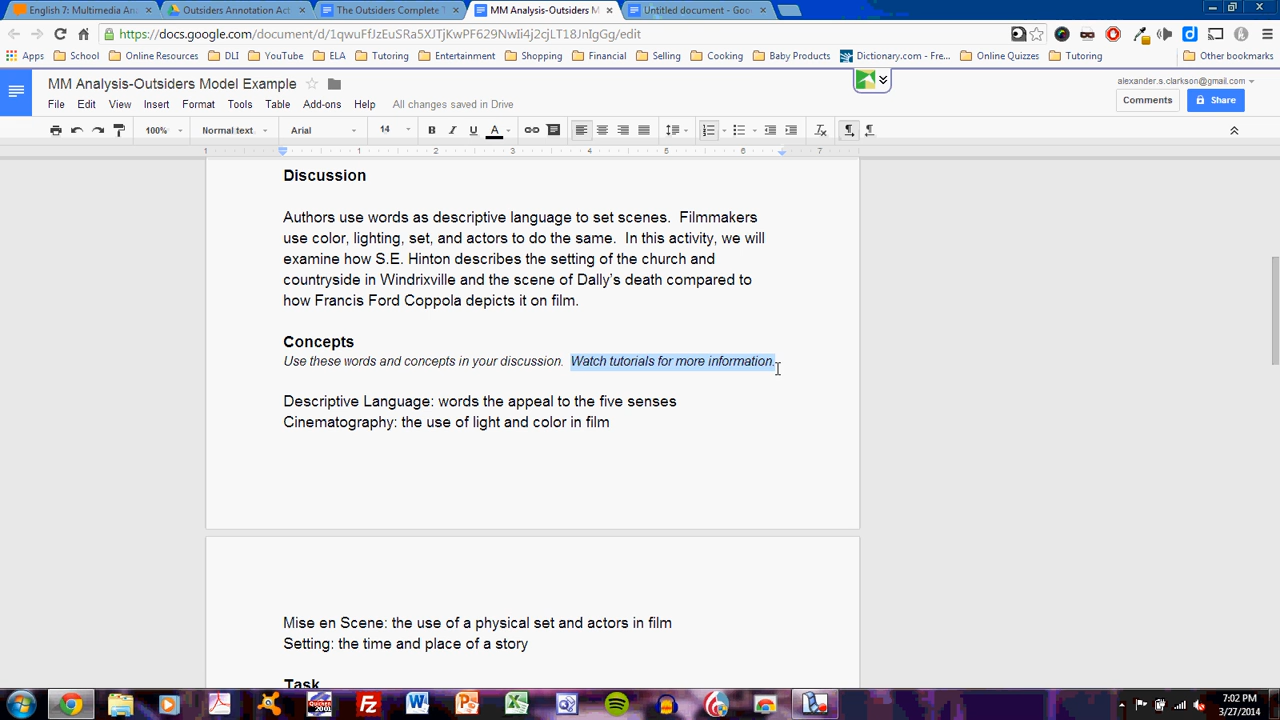 English 7: Multimedia An
Outsiders Annotation Act
The Outsiders Complete T
MM Analysis-Outsiders M
Untitled document - Goo
https://docs.google.com/document/d/1qwaFfJzEuSRa5XJTjKwPF629NwIi4j2cjLT18JnIgGg/edit
Apps School Online Resources DLI YouTube ELA Tutoring Entertainment Shopping Financial Selling Cooking Baby Products Dictionary.com - Fre... Online Quizzes Tutoring Other bookmarks
MM Analysis-Outsiders Model Example
alexander.s.clarkson@gmail.com
File Edit View Insert Format Tools Table Add-ons Help All changes saved in Drive
Comments Share
100% Normal text Arial 14 B I U A
1 1 2 3 4 5 6 7
Discussion
Authors use words as descriptive language to set scenes. Filmmakers
use color, lighting, set, and actors to do the same. In this activity, we will
examine how S.E. Hinton describes the setting of the church and
countryside in Windrixville and the scene of Dally's death compared to
how Francis Ford Coppola depicts it on film.
Concepts
Use these words and concepts in your discussion. Watch tutorials for more information.
Descriptive Language: words the appeal to the five senses
Cinematography: the use of light and color in film
Mise en Scene: the use of a physical set and actors in film
Setting: the time and place of a story
Task
7:02 PM
3/27/2014